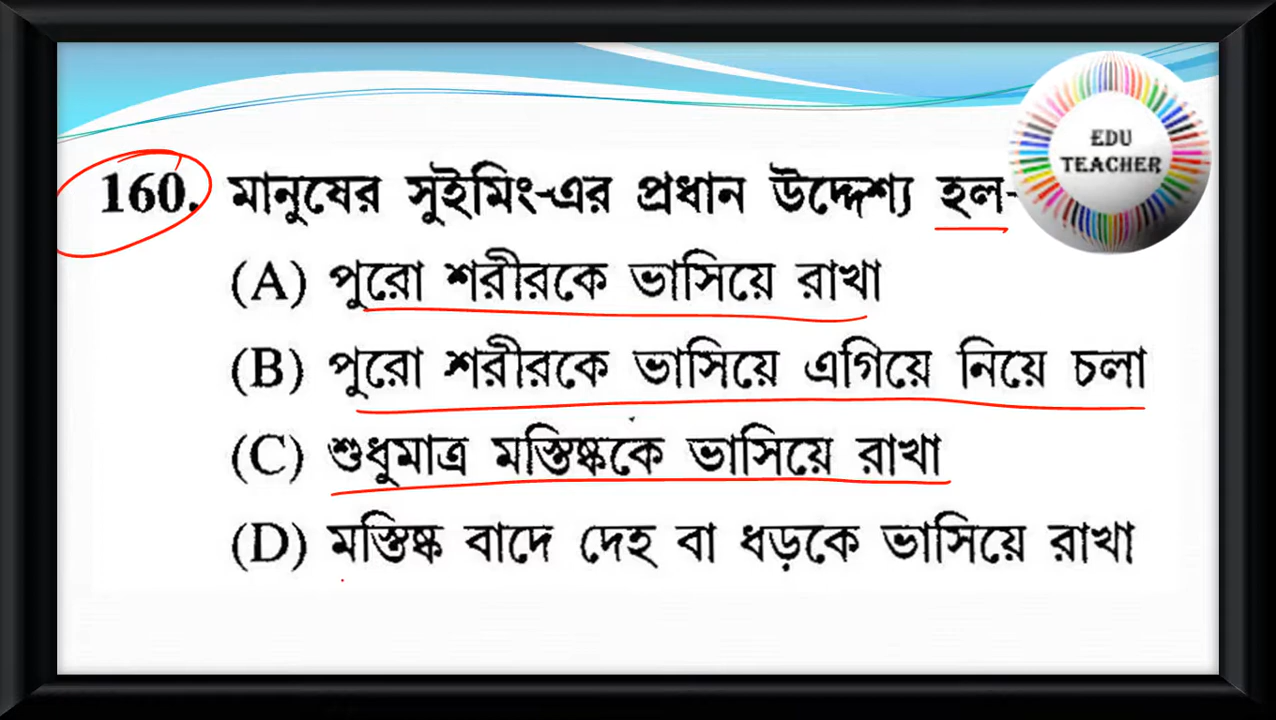 EDU
TEACHER
160. মানুষের সুইমিং-এর প্রধান উদ্দেশ্য হল-
(A) পুরো শরীরকে ভাসিয়ে রাখা
(B) পুরো শরীরকে ভাসিয়ে এগিয়ে নিয়ে চলা
(C) শুধুমাত্র মস্তিষ্ককে ভাসিয়ে রাখা
(D) মস্তিষ্ক বাদে দেহ বা ধড়কে ভাসিয়ে রাখা